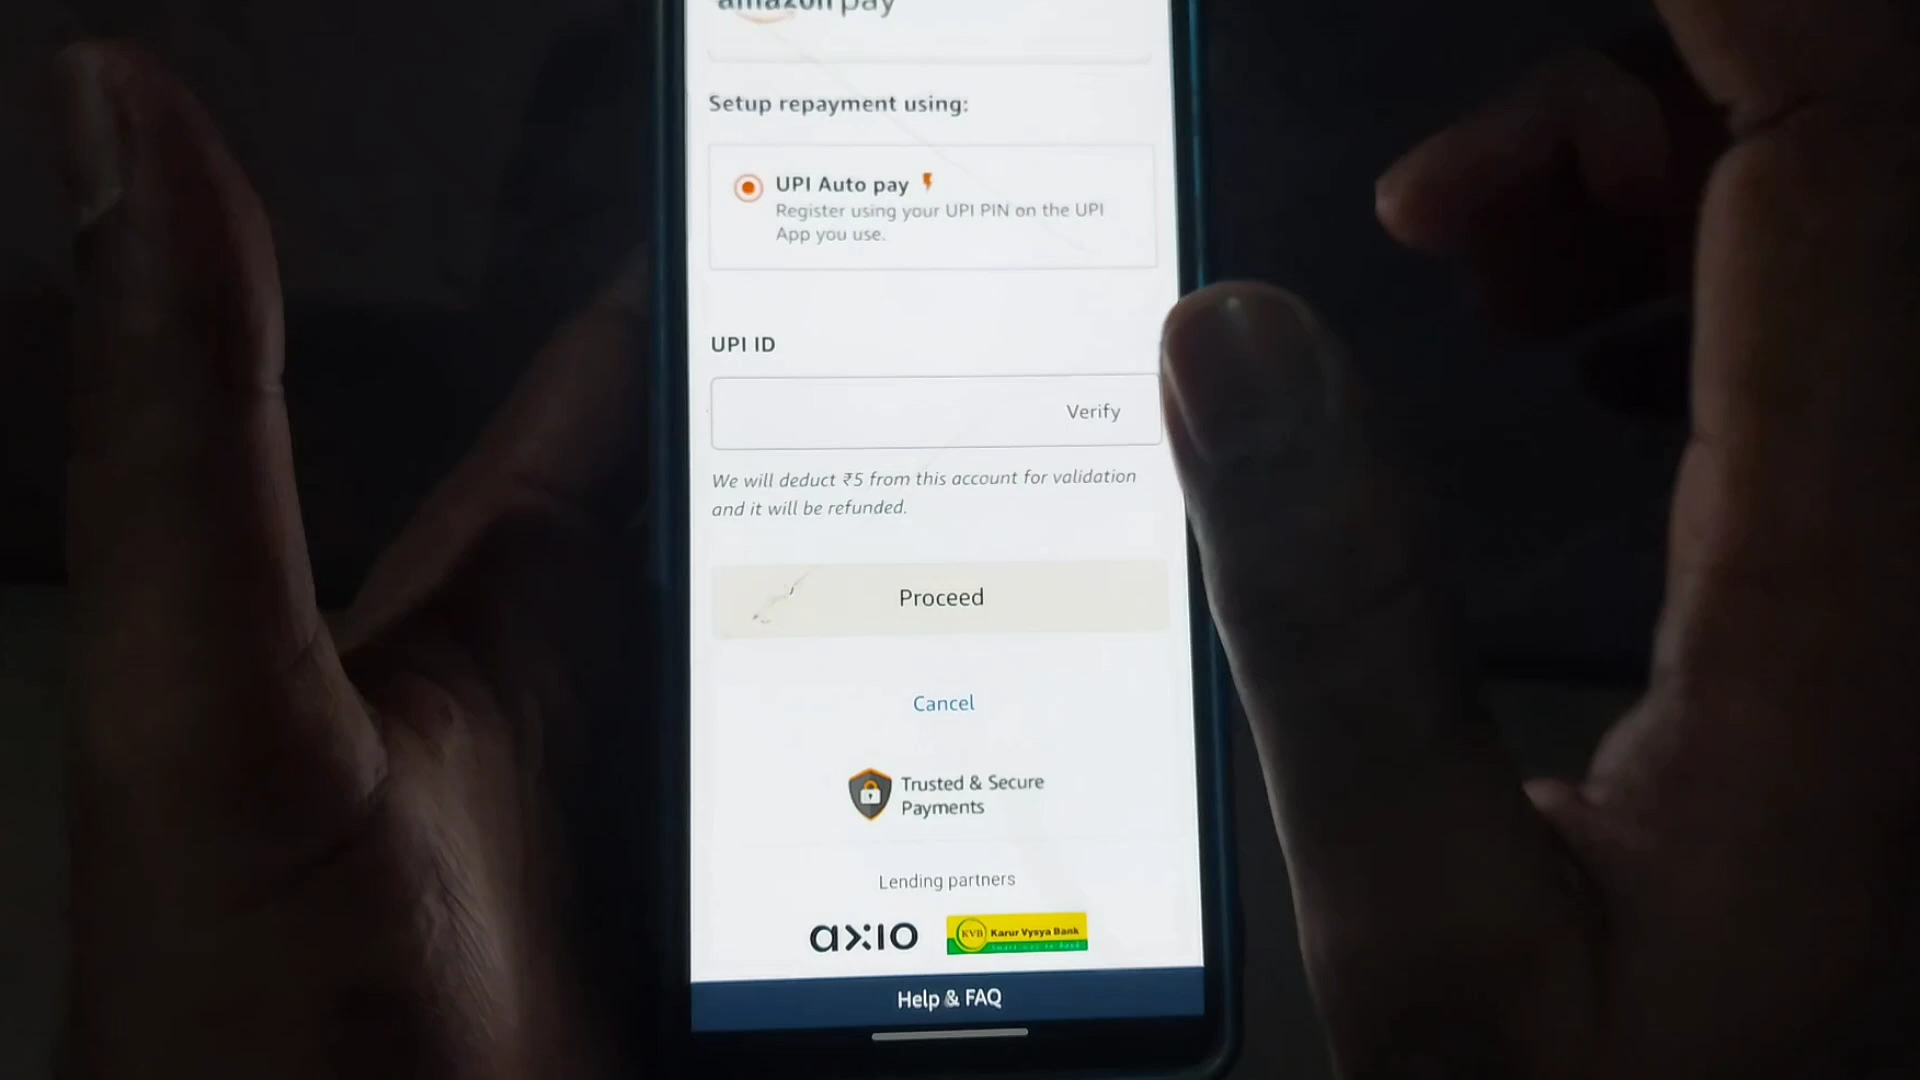 amazon pay
Setup repayment using:
UPI Auto pay
Register using your UPI PIN on the UPI
App you use.
UPI ID
Verify
We will deduct ₹5 from this account for validation
and it will be refunded.
Proceed
Cancel
Trusted & Secure
Payments
Lending partners
axio
KVB Karur Vysya Bank
Help & FAQ